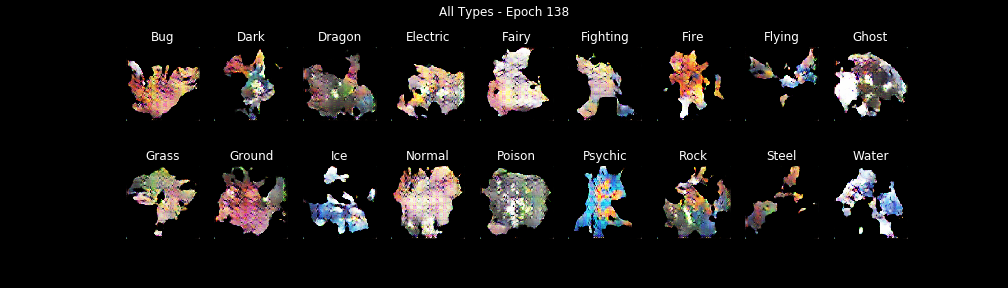 All Types - Epoch 138
Bug Dark Dragon Electric Fairy Fighting Fire Flying Ghost
Grass Ground Ice Normal Poison Psychic Rock Steel Water